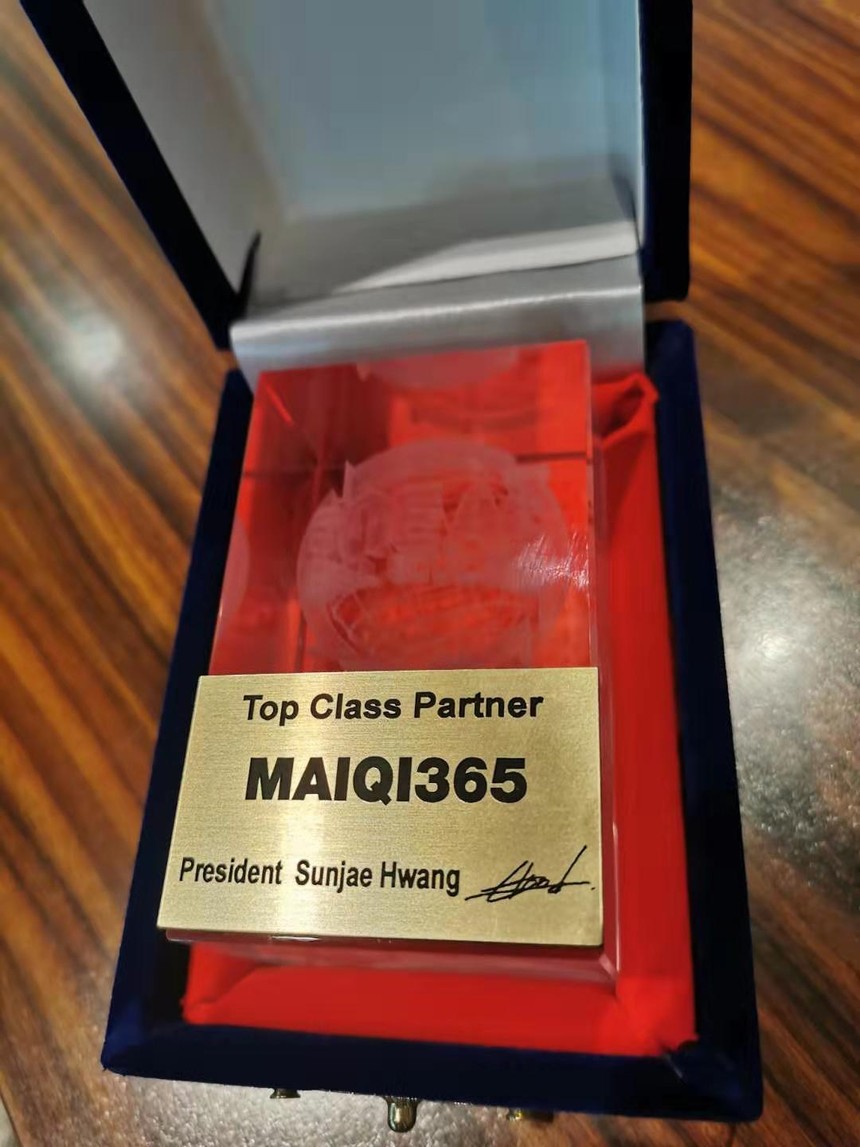 Top Class Partner
MAIQI365
President Sunjae Hwang